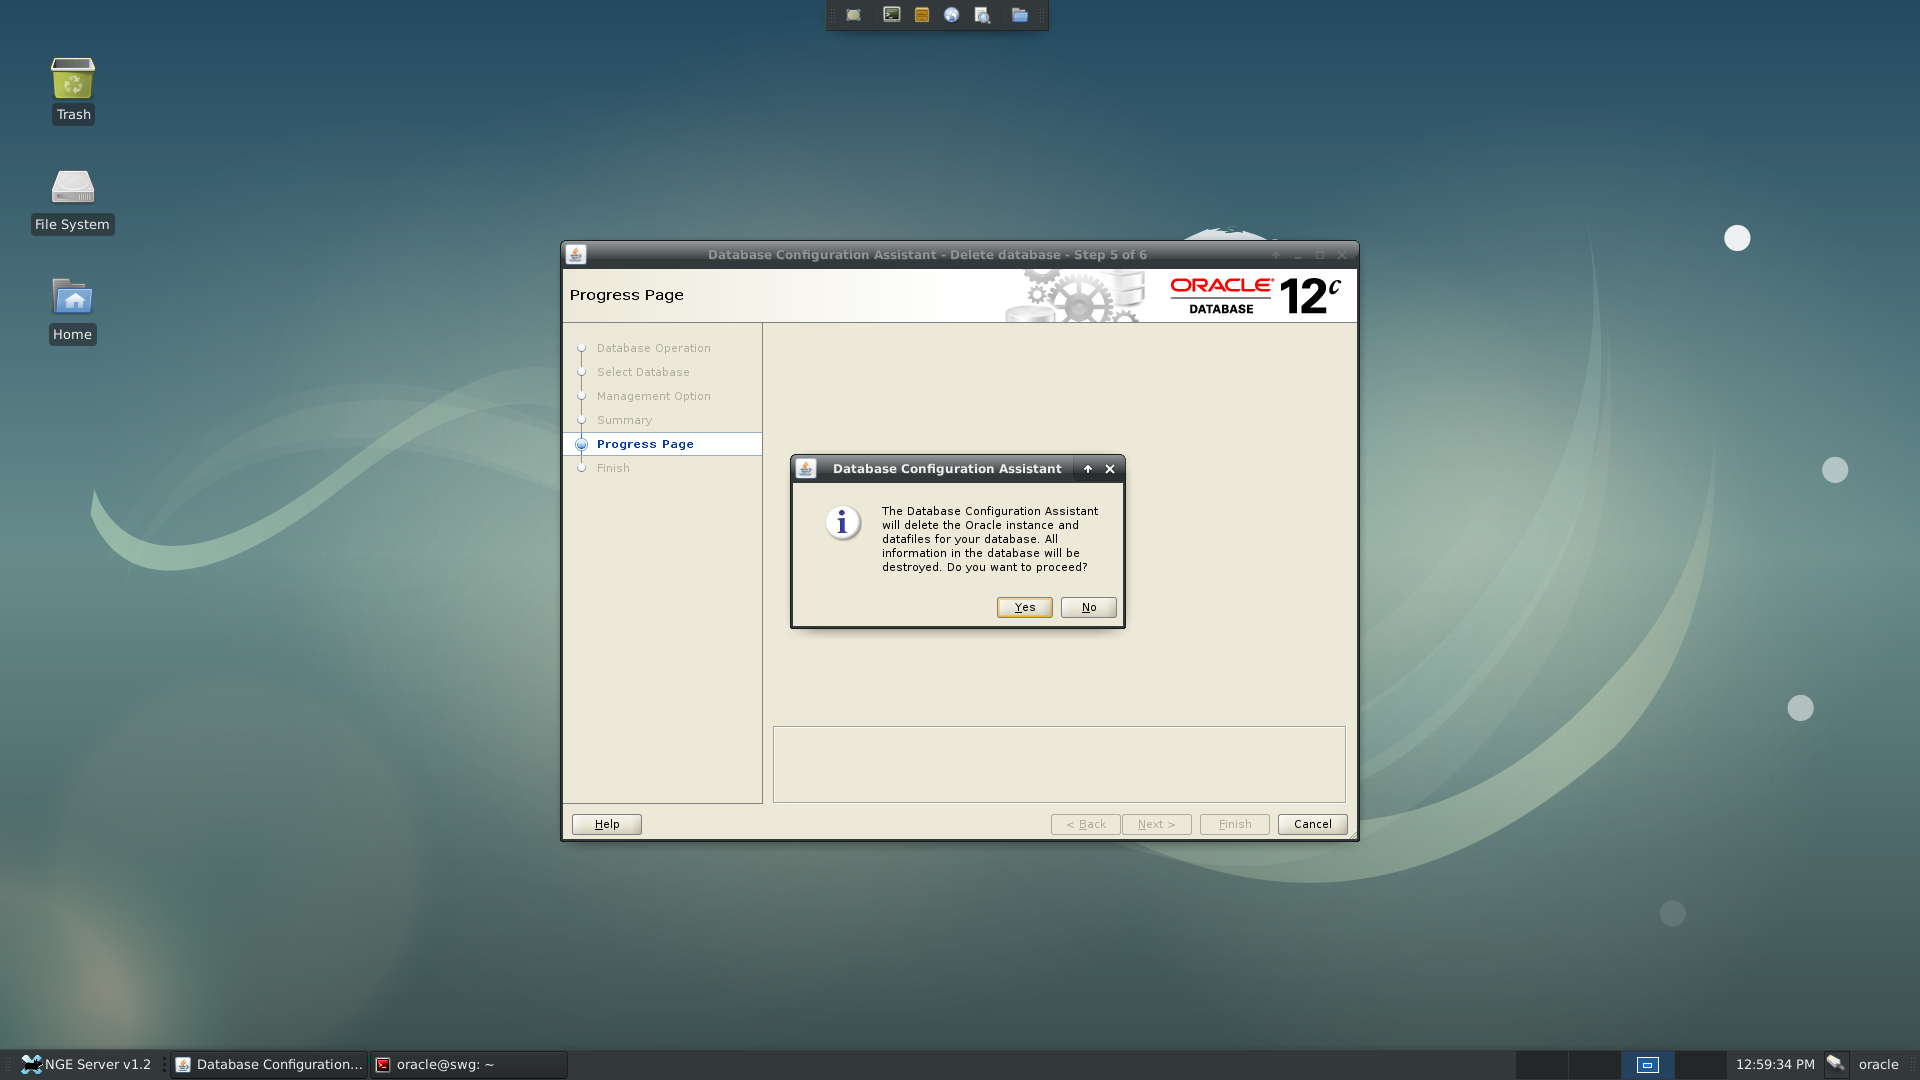 Trash
File System
Home
Database Configuration Assistant - Delete database - Step 5 of 6
Progress Page
ORACLE
DATABASE
12c
Database Operation
Select Database
Management Option
Summary
Progress Page
Finish
Database Configuration Assistant
The Database Configuration Assistant
will delete the Oracle instance and
datafiles for your database. All
information in the database will be
destroyed. Do you want to proceed?
Yes
No
Help
< Back
Next >
Finish
Cancel
NGE Server v1.2
Database Configuration...
oracle@swg: ~
12:59:34 PM
oracle